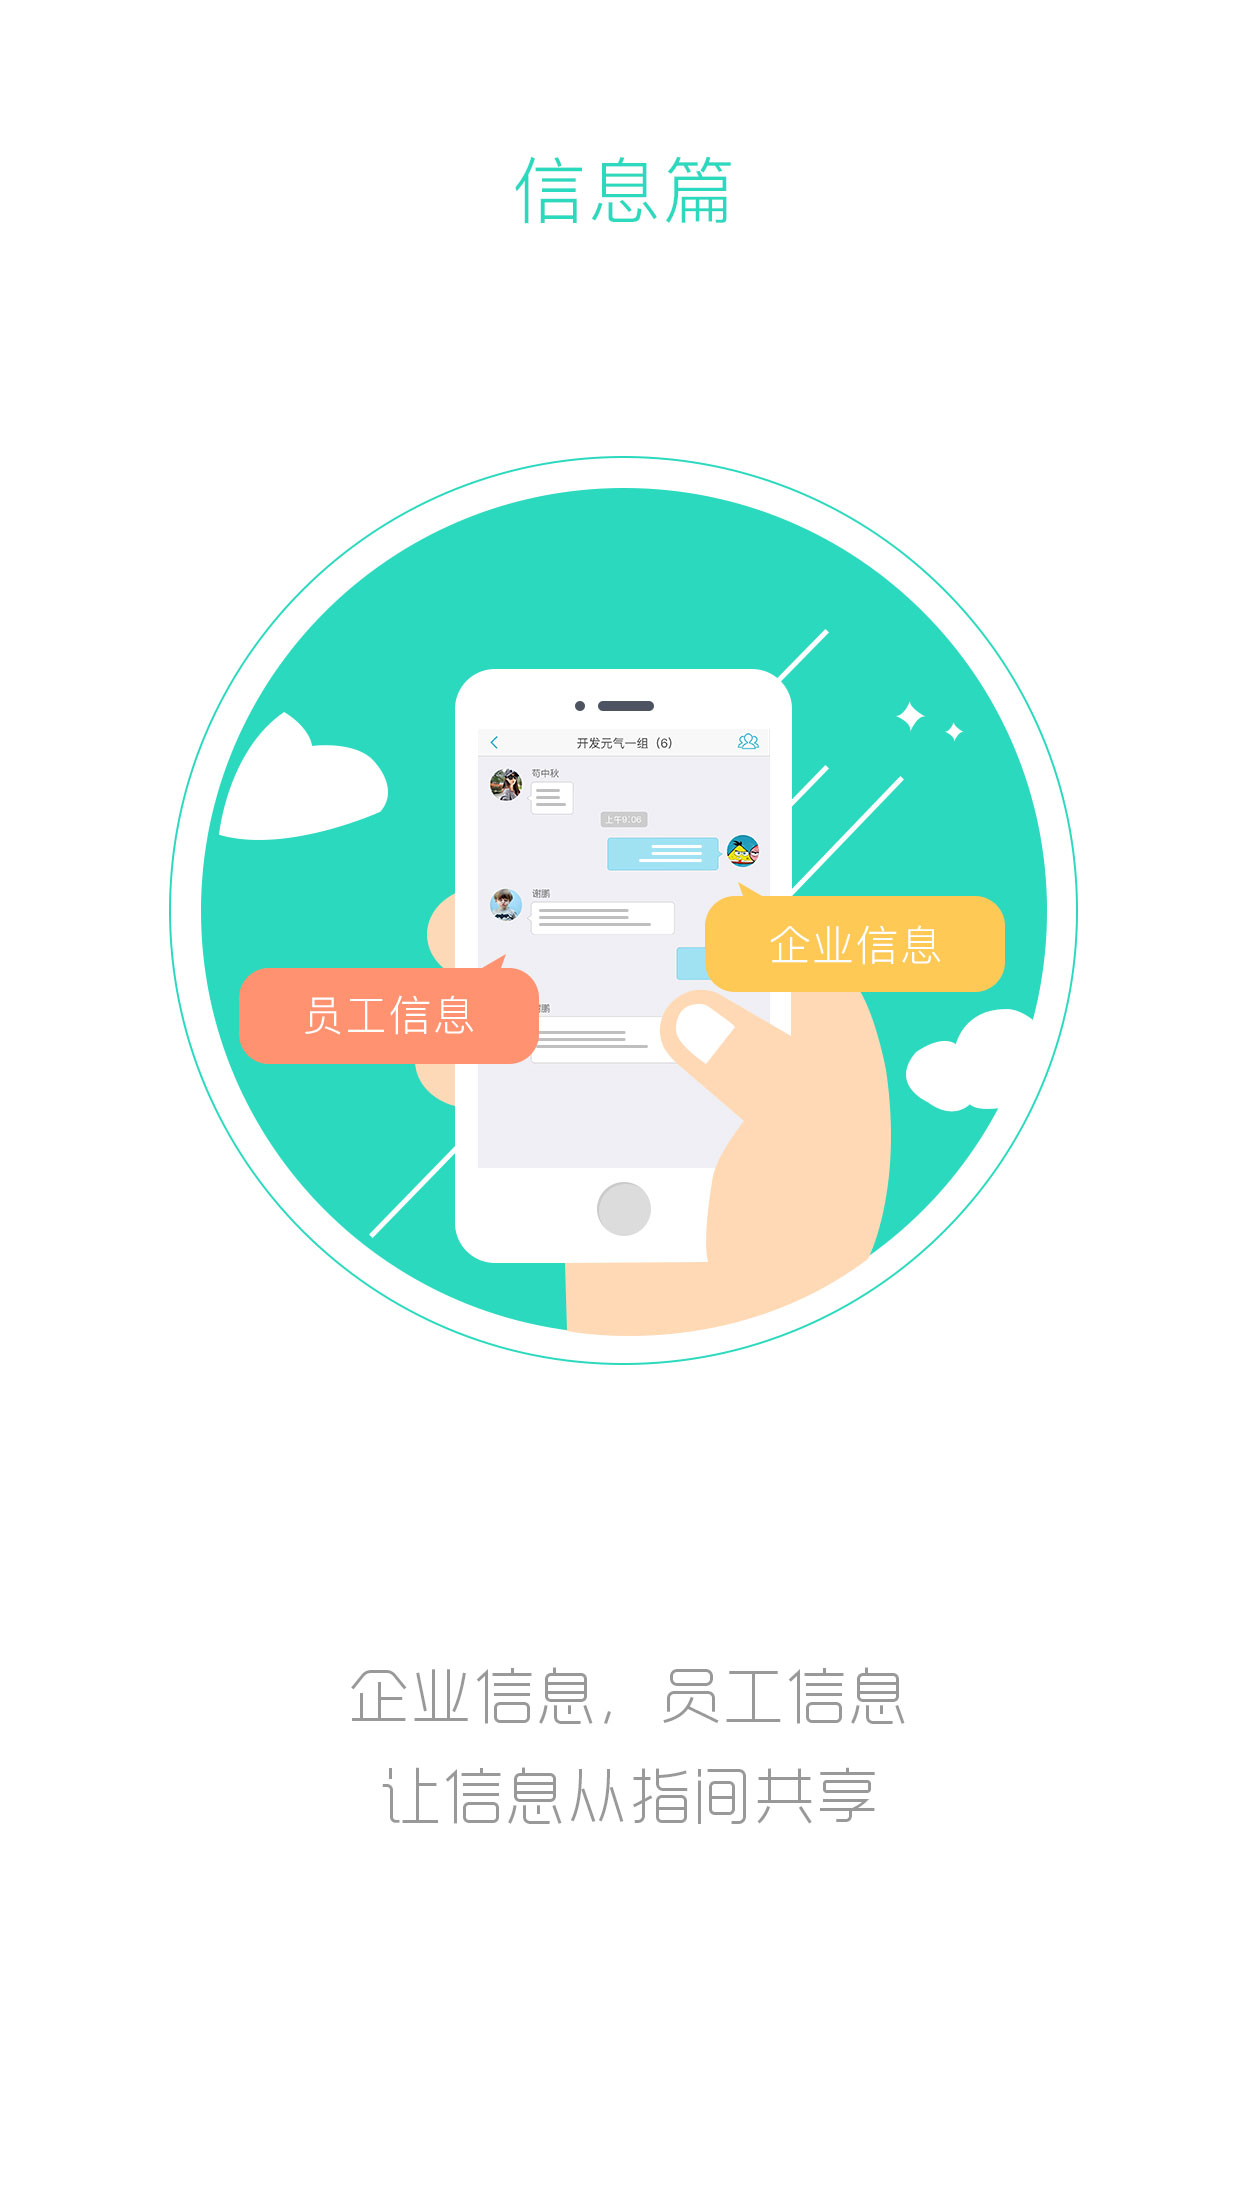 信息篇
开发元气一组（6）
苟中秋
上午9:06
谢鹏
企业信息
员工信息
鹏
企业信息，员工信息
让信息从指间共享